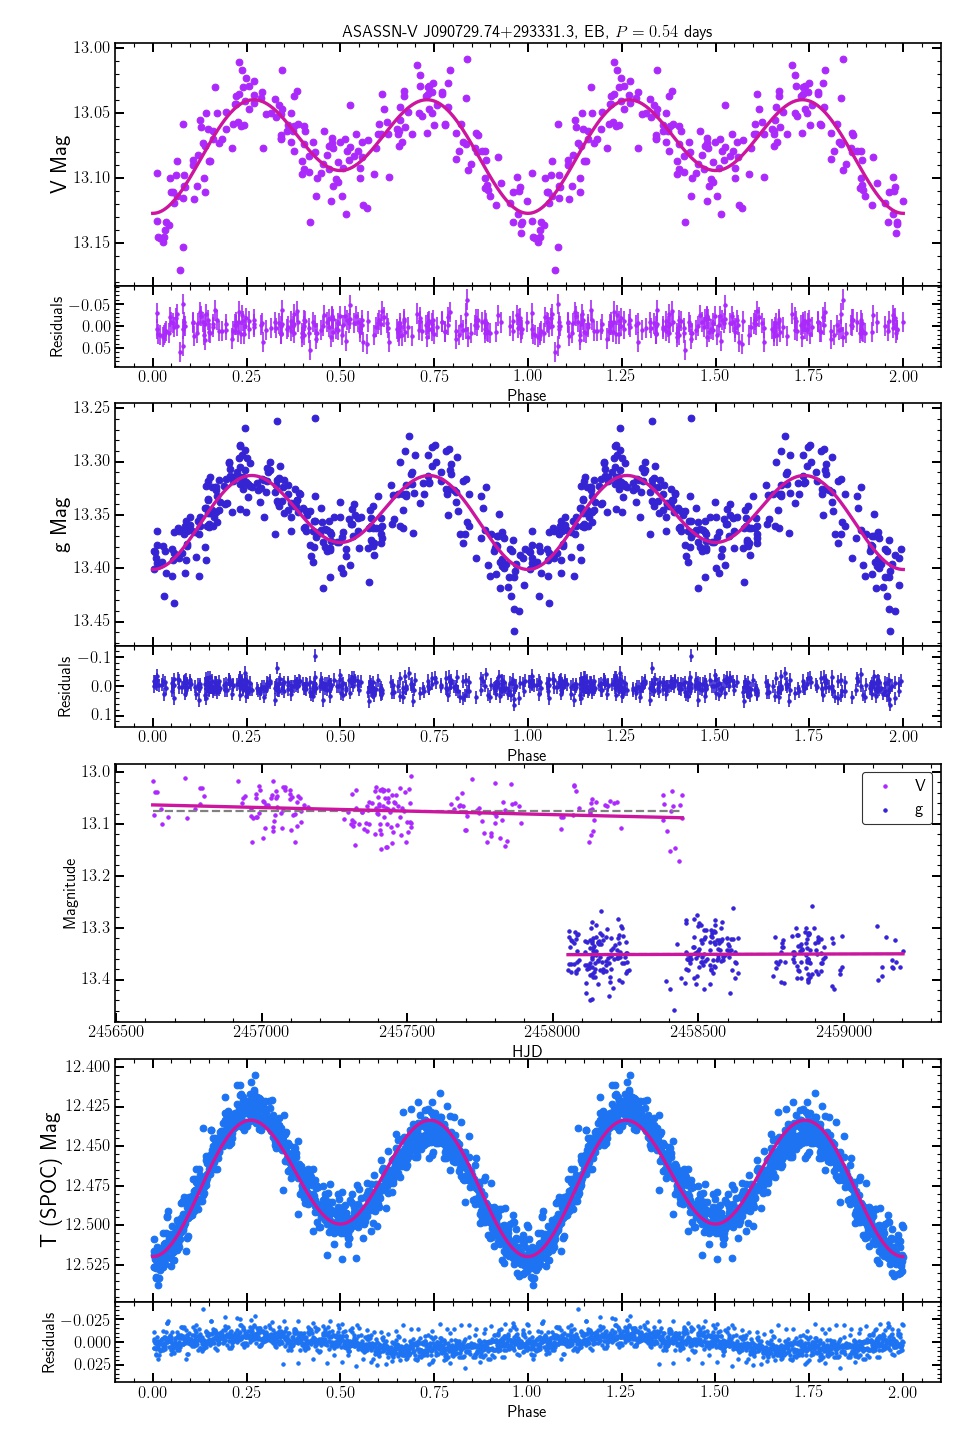 ASASSN-V J090729.74+293331.3, EB, P = 0.54 days
13.00
13.05
13.10
13.15
V Mag
−0.05
0.00
0.05
Residuals
0.00 0.25 0.50 0.75 1.00 1.25 1.50 1.75 2.00
Phase
13.25
13.30
13.35
13.40
13.45
g Mag
−0.1
0.0
0.1
Residuals
0.00 0.25 0.50 0.75 1.00 1.25 1.50 1.75 2.00
Phase
13.0
13.1
13.2
13.3
13.4
Magnitude
V
g
2456500 2457000 2457500 2458000 2458500 2459000
HJD
12.400
12.425
12.450
12.475
12.500
12.525
T (SPOC) Mag
−0.025
0.000
0.025
Residuals
0.00 0.25 0.50 0.75 1.00 1.25 1.50 1.75 2.00
Phase